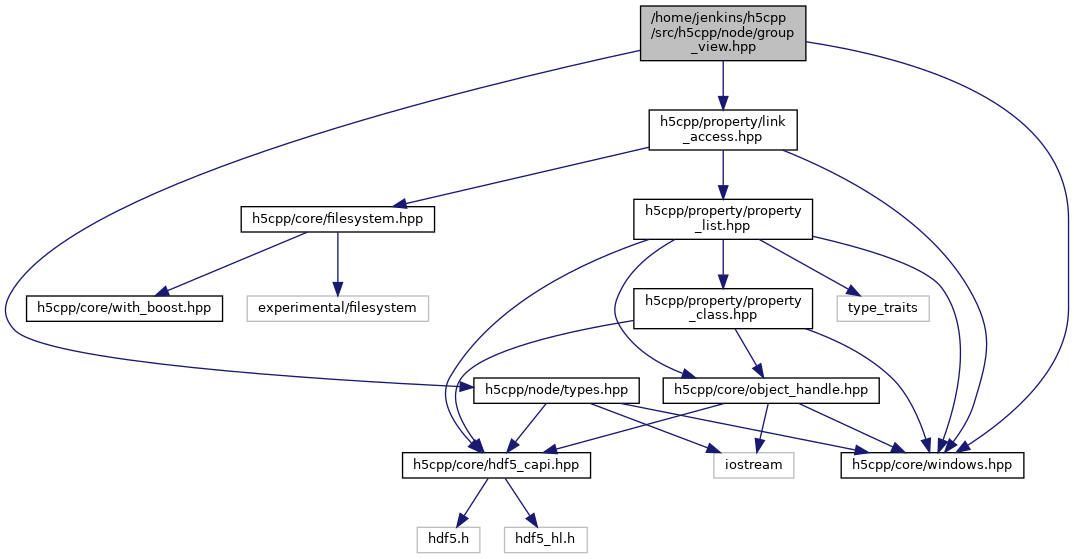 /home/jenkins/h5cpp
/src/h5cpp/node/group
_view.hpp
h5cpp/property/link
_access.hpp
h5cpp/core/filesystem.hpp
h5cpp/property/property
_list.hpp
h5cpp/core/with_boost.hpp
experimental/filesystem
h5cpp/property/property
_class.hpp
type_traits
h5cpp/node/types.hpp
h5cpp/core/object_handle.hpp
h5cpp/core/hdf5_capi.hpp
iostream
h5cpp/core/windows.hpp
hdf5.h
hdf5_hl.h